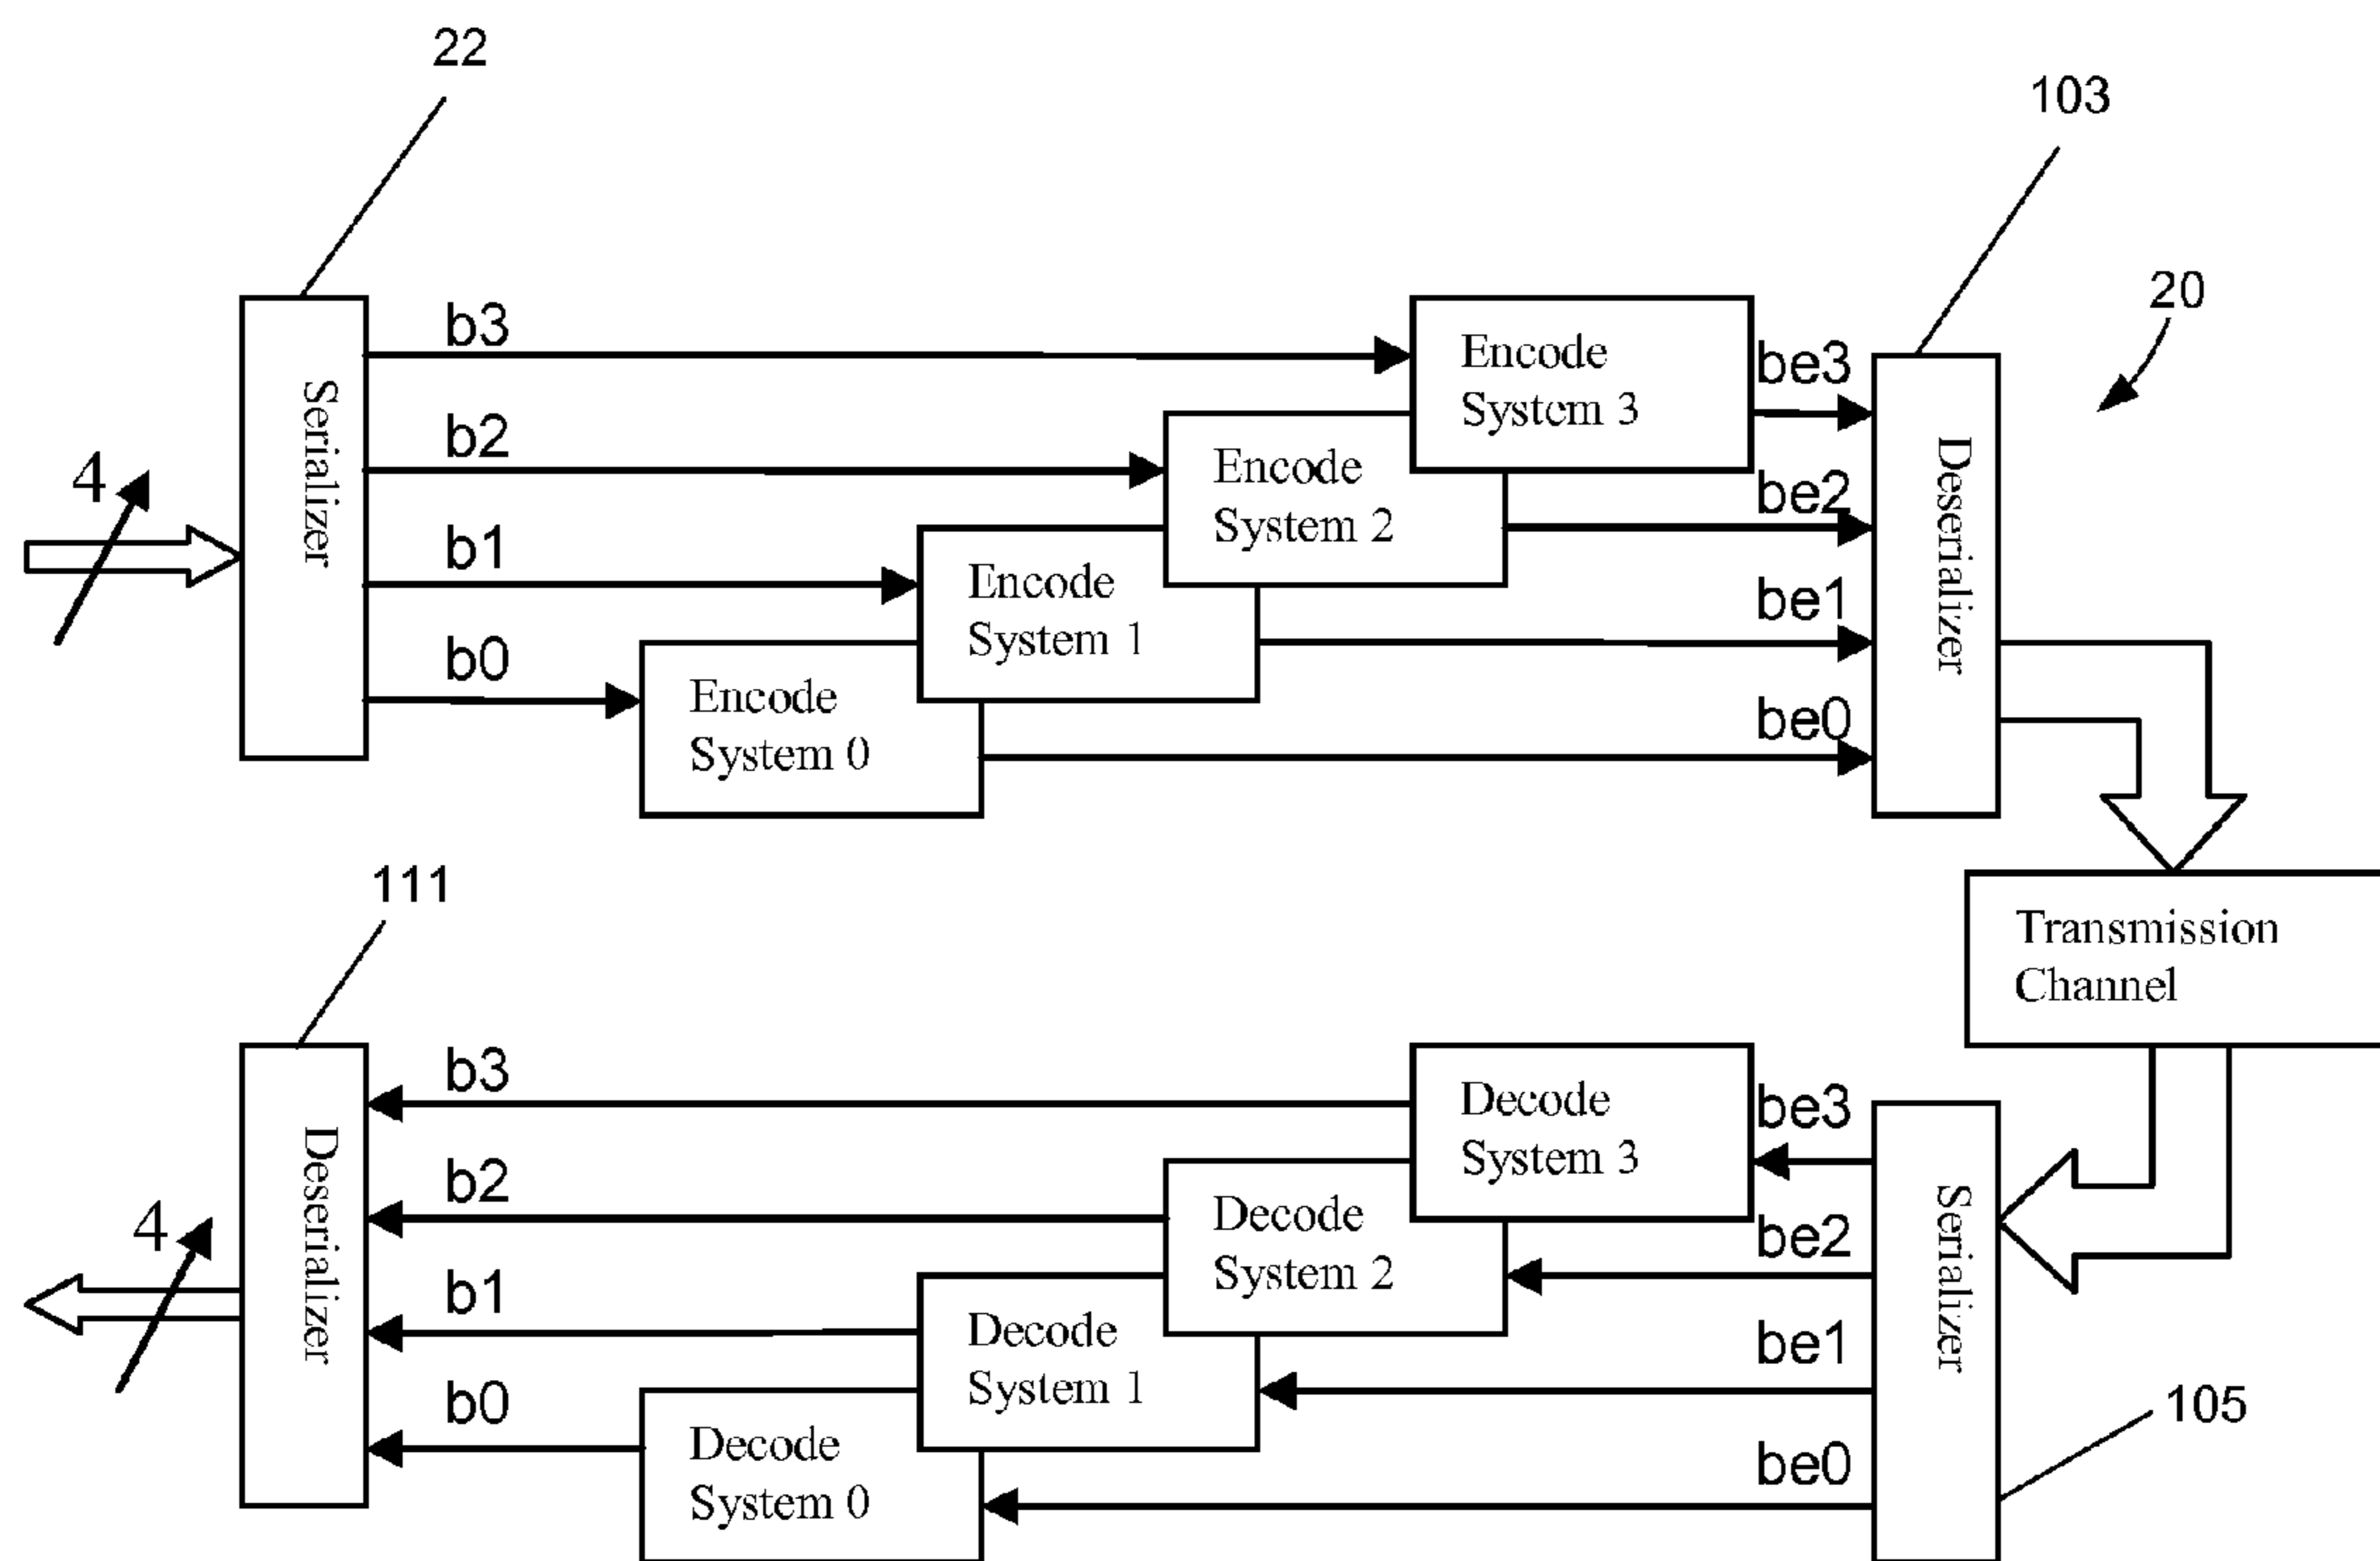 22
103
20
4
Serializer
b3
b2
b1
b0
Encode
System 3
Encode
System 2
Encode
System 1
Encode
System 0
be3
be2
be1
be0
Deserializer
Transmission
Channel
111
4
Deserializer
b3
b2
b1
b0
Decode
System 3
Decode
System 2
Decode
System 1
Decode
System 0
be3
be2
be1
be0
Serializer
105